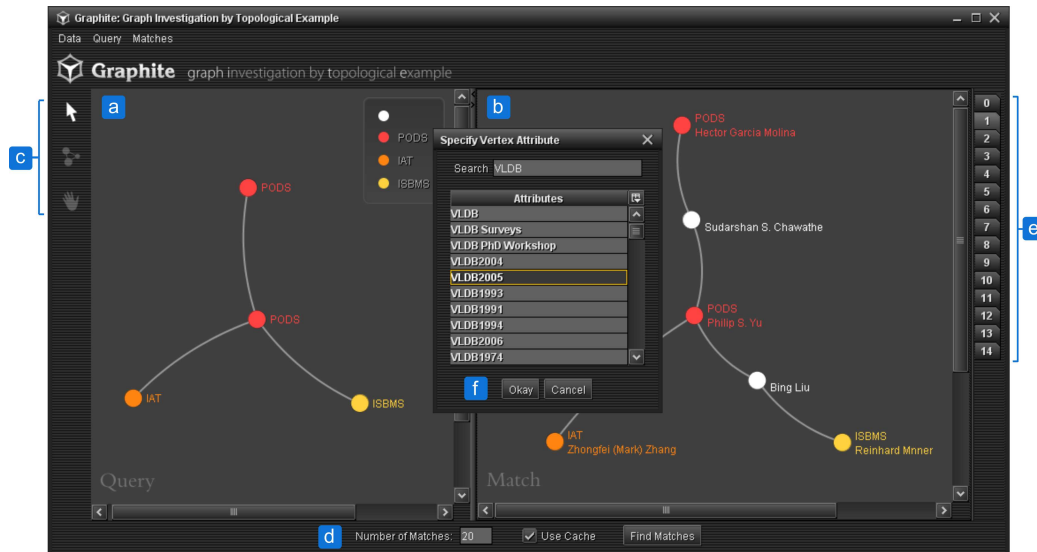 Graphite: Graph Investigation by Topological Example
Data Query Matches
Graphite graph investigation by topological example
a
b
c
d
e
f
PODS
IAT
ISBMS
PODS
PODS
IAT
ISBMS
Query
Specify Vertex Attribute
Search VLDB
Attributes
VLDB
VLDB Surveys
VLDB PhD Workshop
VLDB2004
VLDB2005
VLDB1993
VLDB1991
VLDB1994
VLDB2006
VLDB1974
Okay Cancel
PODS
Hector Garcia Molina
Sudarshan S. Chawathe
PODS
Philip S. Yu
Bing Liu
IAT
Zhongfei (Mark) Zhang
ISBMS
Reinhard Mnner
Match
0
1
2
3
4
5
6
7
8
9
10
11
12
13
14
Number of Matches: 20 Use Cache Find Matches